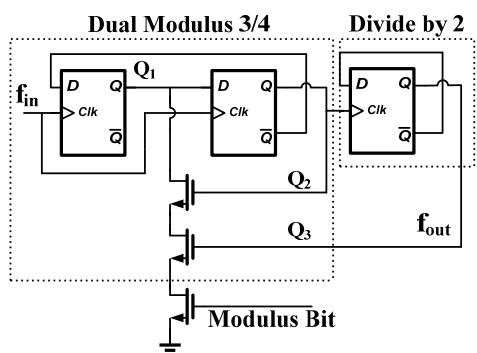 Dual Modulus 3/4
Divide by 2
D Q
Clk
Q̅
Q₁
D Q
Clk
Q̅
D Q
Clk
Q̅
fᵢₙ
Q₂
Q₃
fₒᵤₜ
Modulus Bit